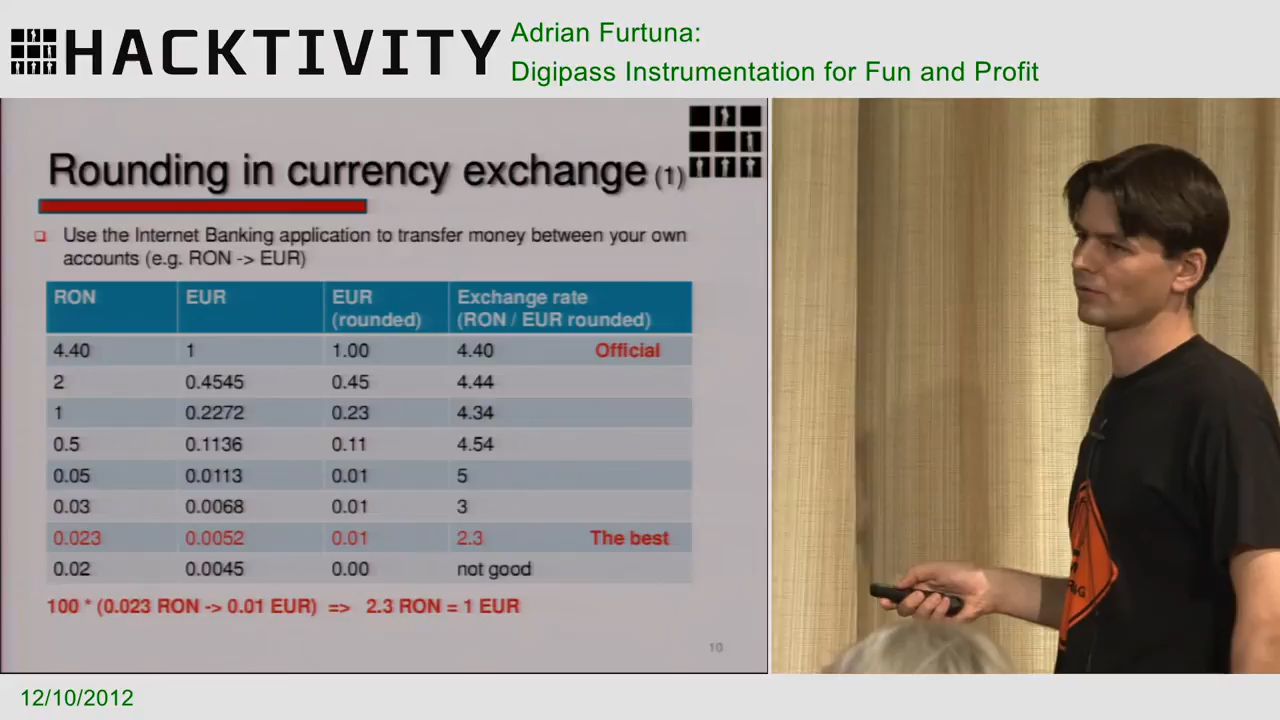 HACKTIVITY
Adrian Furtuna:
Digipass Instrumentation for Fun and Profit
Rounding in currency exchange (1)
Use the Internet Banking application to transfer money between your own
accounts (e.g. RON -> EUR)
RON EUR EUR (rounded) Exchange rate (RON / EUR rounded)
4.40 1 1.00 4.40 Official
2 0.4545 0.45 4.44
1 0.2272 0.23 4.34
0.5 0.1136 0.11 4.54
0.05 0.0113 0.01 5
0.03 0.0068 0.01 3
0.023 0.0052 0.01 2.3 The best
0.02 0.0045 0.00 not good
100 * (0.023 RON -> 0.01 EUR) => 2.3 RON = 1 EUR
10
12/10/2012